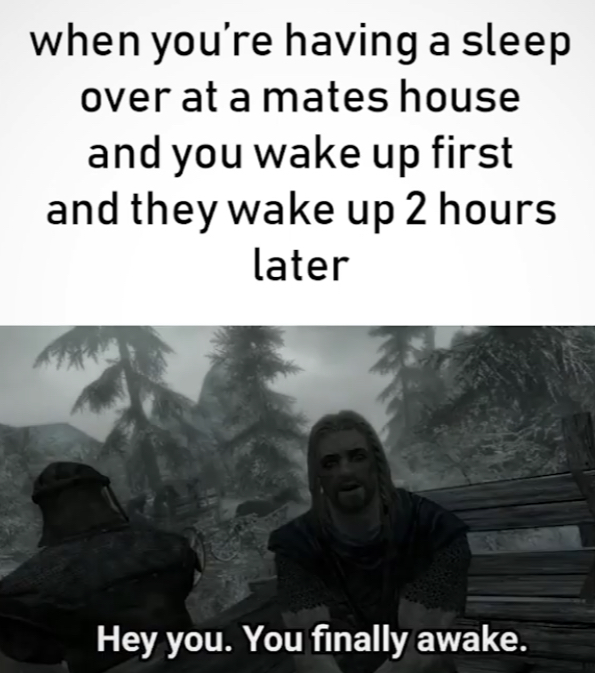 when you're having a sleep
over at a mates house
and you wake up first
and they wake up 2 hours
later
Hey you. You finally awake.